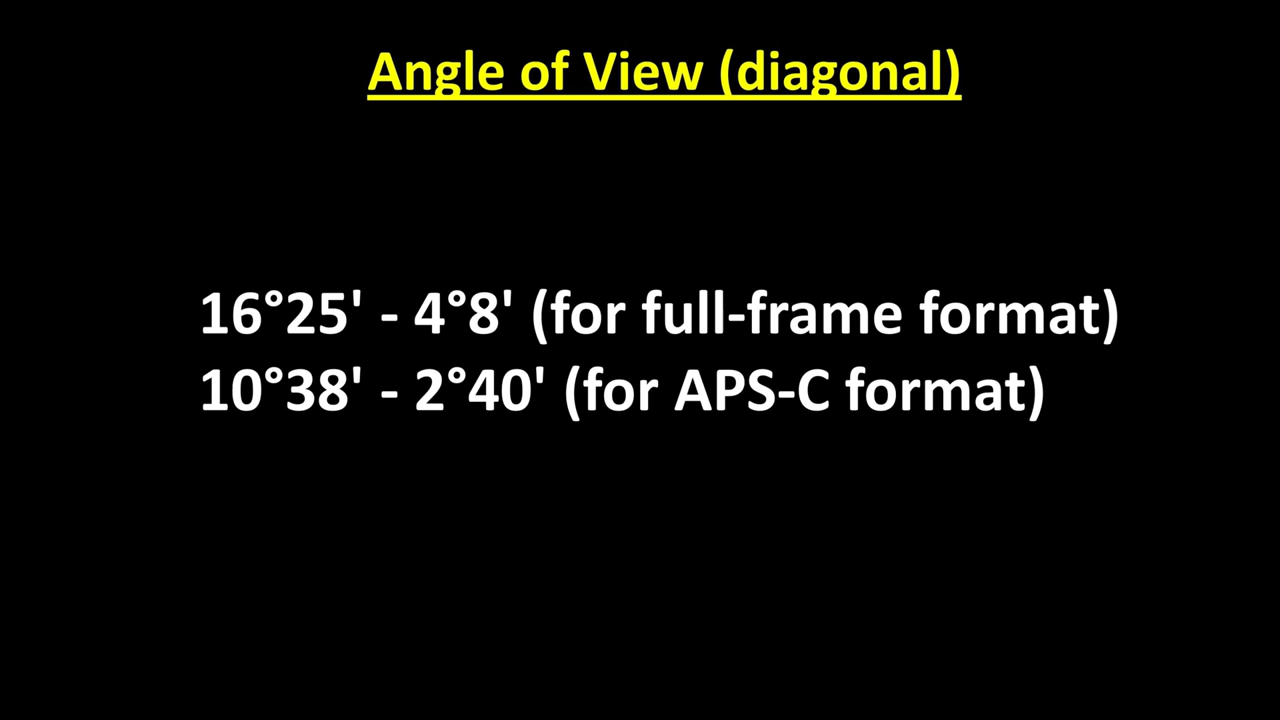 Angle of View (diagonal)
16°25' - 4°8' (for full-frame format)
10°38' - 2°40' (for APS-C format)